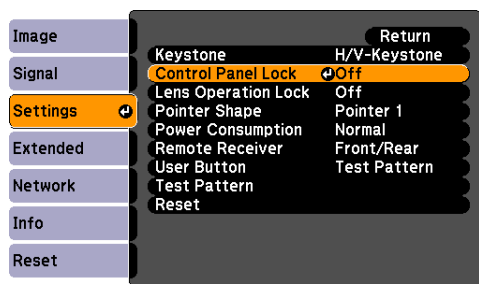 Image
Signal
Settings
Extended
Network
Info
Reset
Return
Keystone H/V-Keystone
Control Panel Lock Off
Lens Operation Lock Off
Pointer Shape Pointer 1
Power Consumption Normal
Remote Receiver Front/Rear
User Button Test Pattern
Test Pattern
Reset